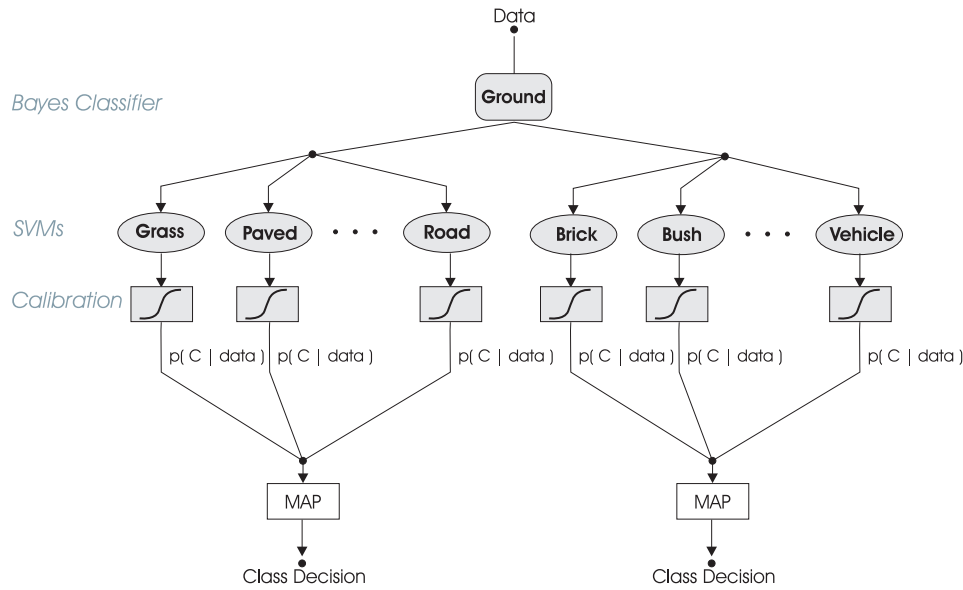 Data
Bayes Classifier
Ground
SVMs
Grass Paved . . . Road Brick Bush . . . Vehicle
Calibration
p( C | data ) p( C | data ) p( C | data ) p( C | data ) p( C | data ) p( C | data )
MAP MAP
Class Decision Class Decision